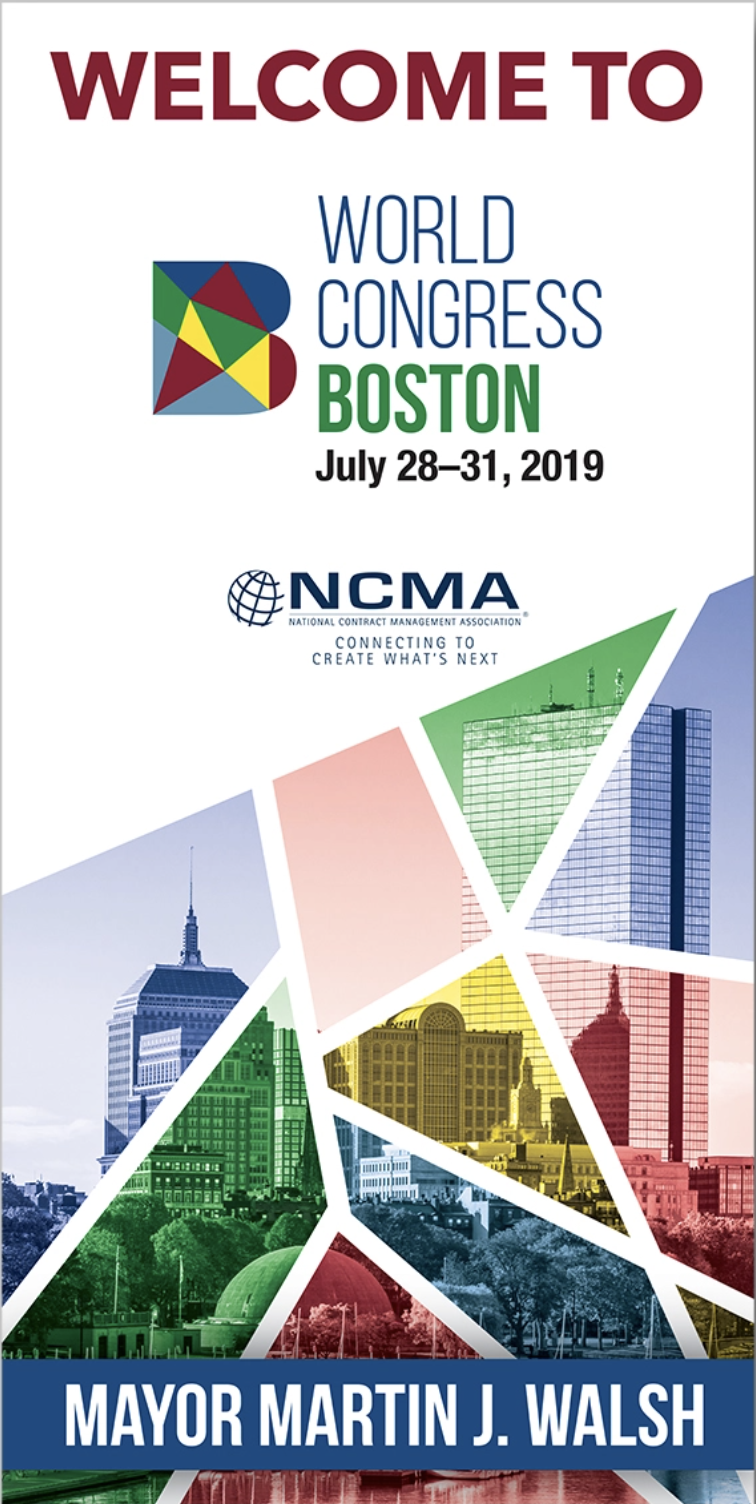 WELCOME TO
WORLD
CONGRESS
BOSTON
July 28–31, 2019
NCMA
NATIONAL CONTRACT MANAGEMENT ASSOCIATION®
CONNECTING TO
CREATE WHAT'S NEXT
MAYOR MARTIN J. WALSH